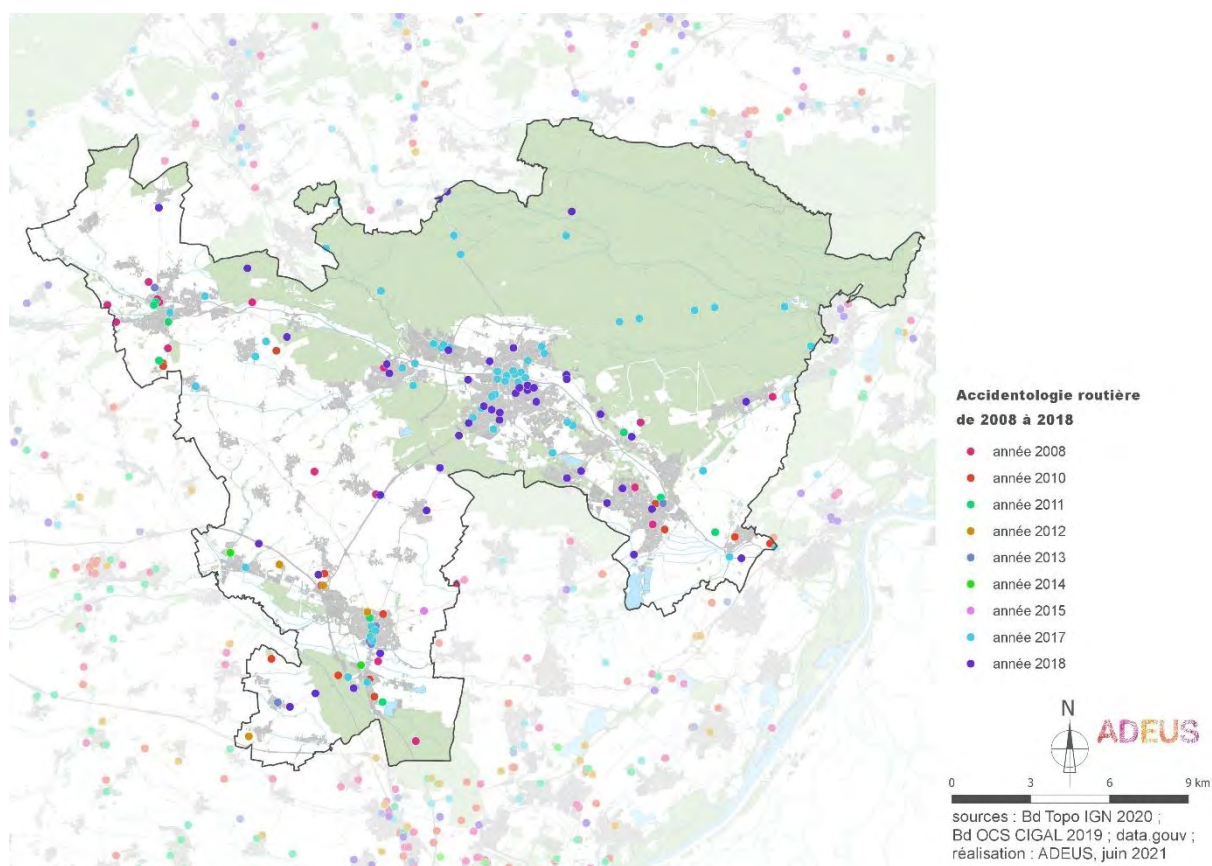 Accidentologie routière
de 2008 à 2018
année 2008
année 2010
année 2011
année 2012
année 2013
année 2014
année 2015
année 2017
année 2018
N
ADEUS
0 3 6 9 km
sources : Bd Topo IGN 2020 ;
Bd OCS CIGAL 2019 ; data.gouv ;
réalisation : ADEUS, juin 2021